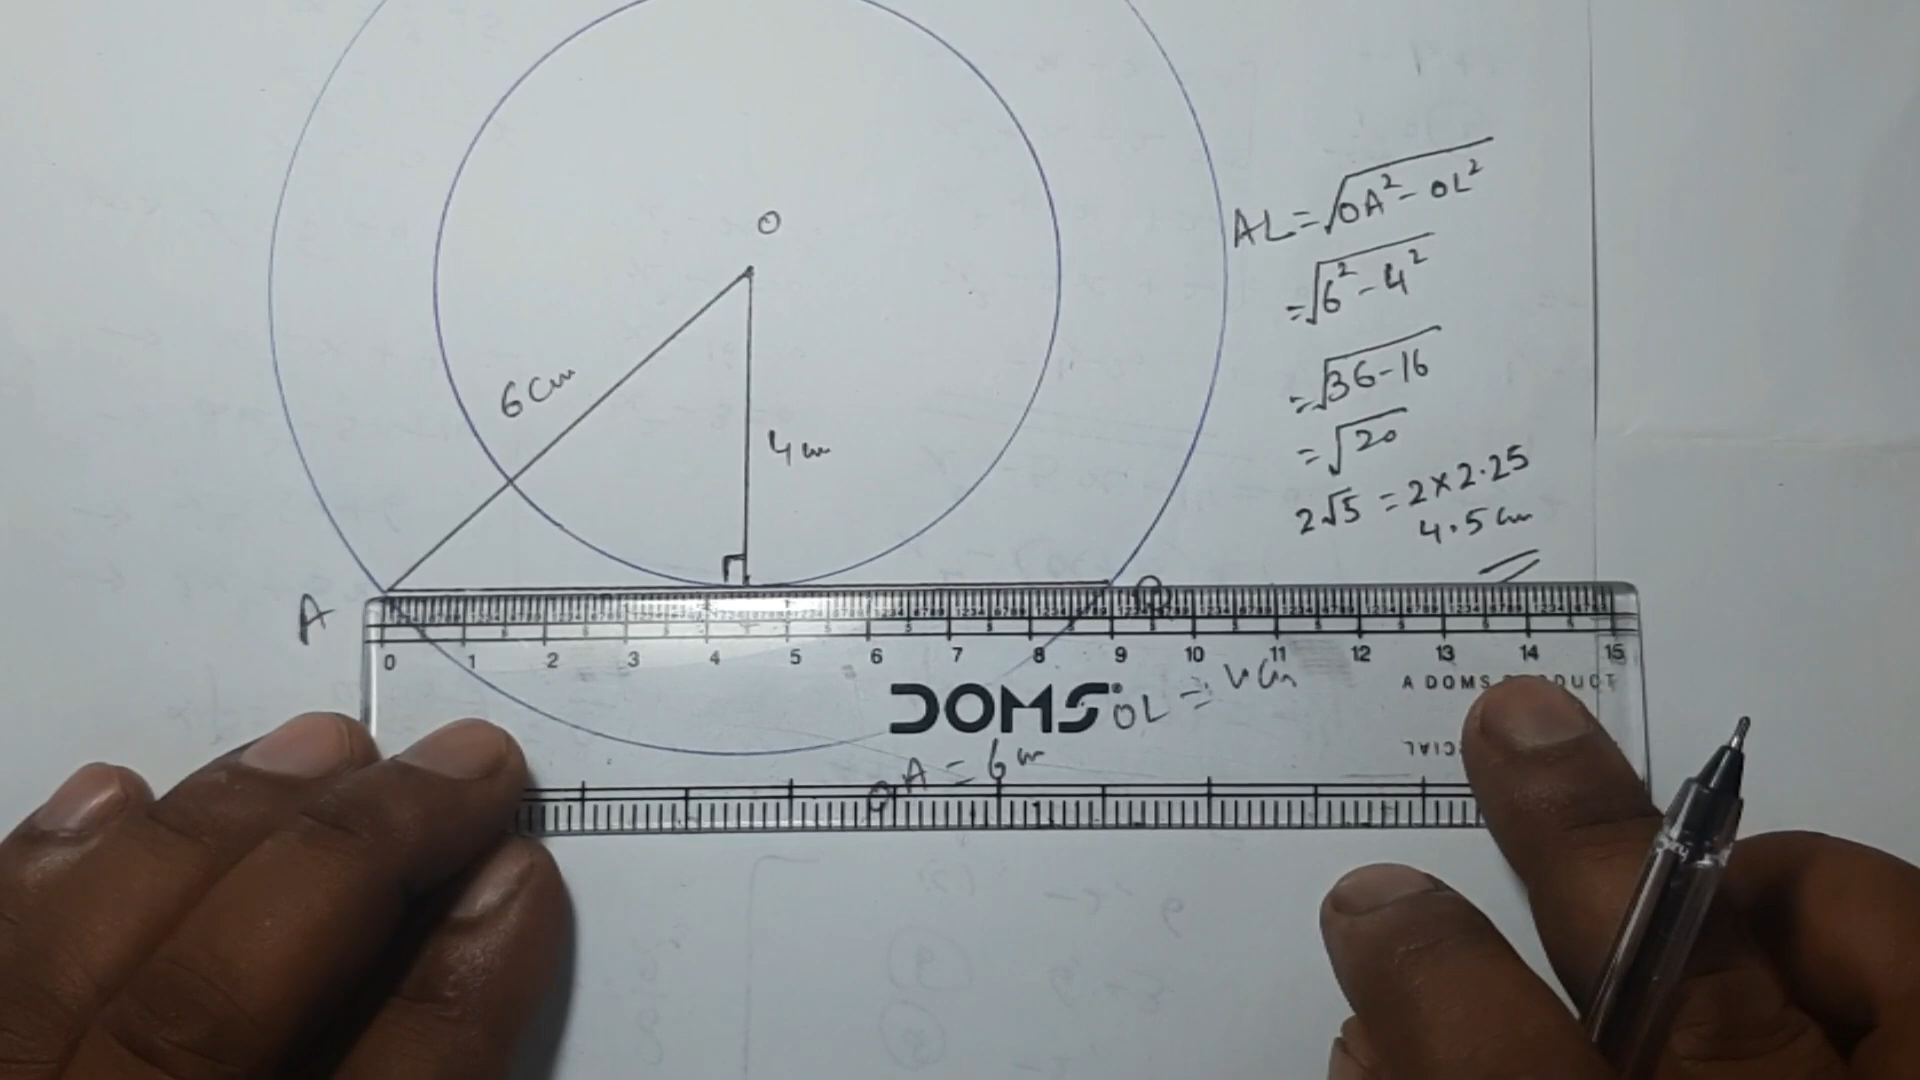 O
AL = √OA² - OL²
= √6² - 4²
= √36-16
= √20
2√5 = 2×2.25
4.5 cm
6 cm
4 cm
A
0 1 2 3 4 5 6 7 8 9 10 11 12 13 14 15
DOMS®
A DOMS PRODUCT
OL = 4 cm
OA = 6 cm